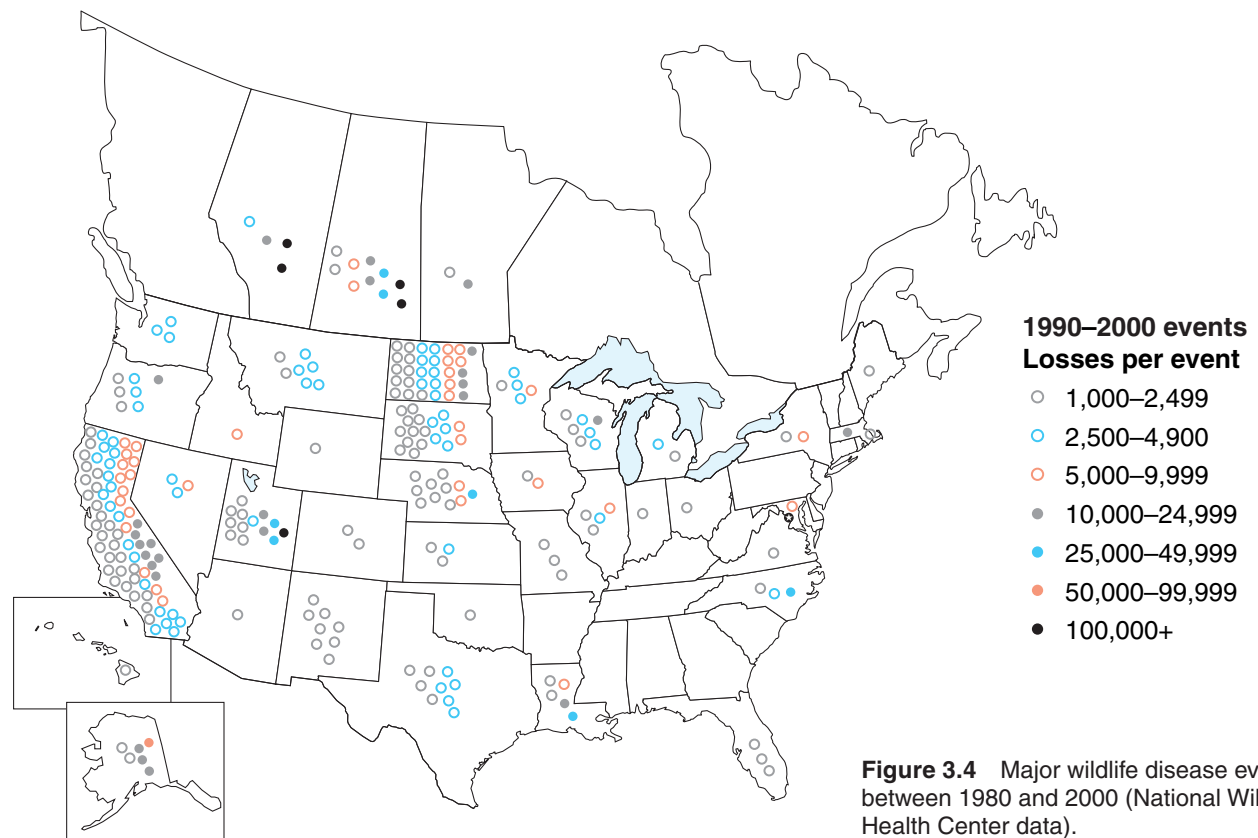 1990–2000 events
Losses per event
1,000–2,499
2,500–4,900
5,000–9,999
10,000–24,999
25,000–49,999
50,000–99,999
100,000+
Figure 3.4 Major wildlife disease ev
between 1980 and 2000 (National Wil
Health Center data).